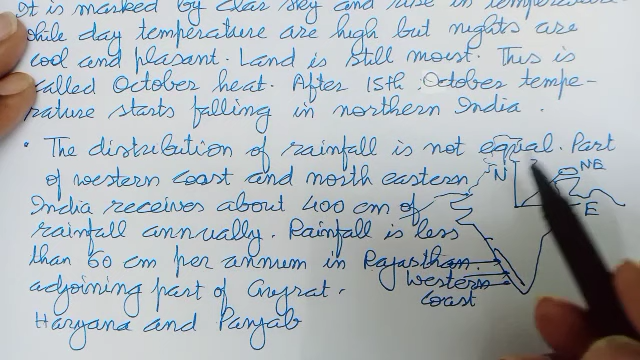 It is marked by clear sky and rise in temperature
while day temperature are high but nights are
cool and pleasant. Land is still moist. This is
called October heat. After 15th October tempe-
rature starts falling in northern India.
• The distribution of rainfall is not equal. Part
of western coast and north eastern
India receives about 400 cm of
rainfall annually. Rainfall is less
than 60 cm per annum in Rajasthan.
adjoining part of Gujrat.
Haryana and Panjab
N
NE
E
Western
Coast